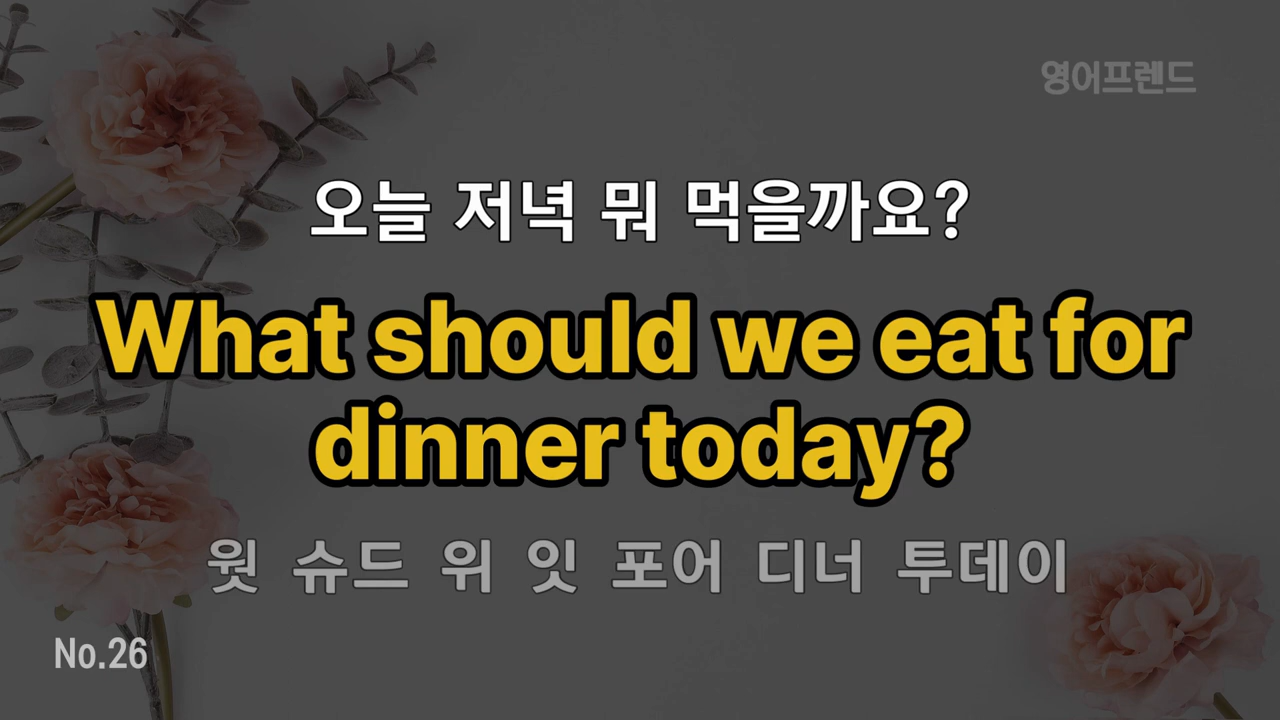 영어프렌드
오늘 저녁 뭐 먹을까요?
What should we eat for
dinner today?
웟 슈드 위 잇 포어 디너 투데이
No.26